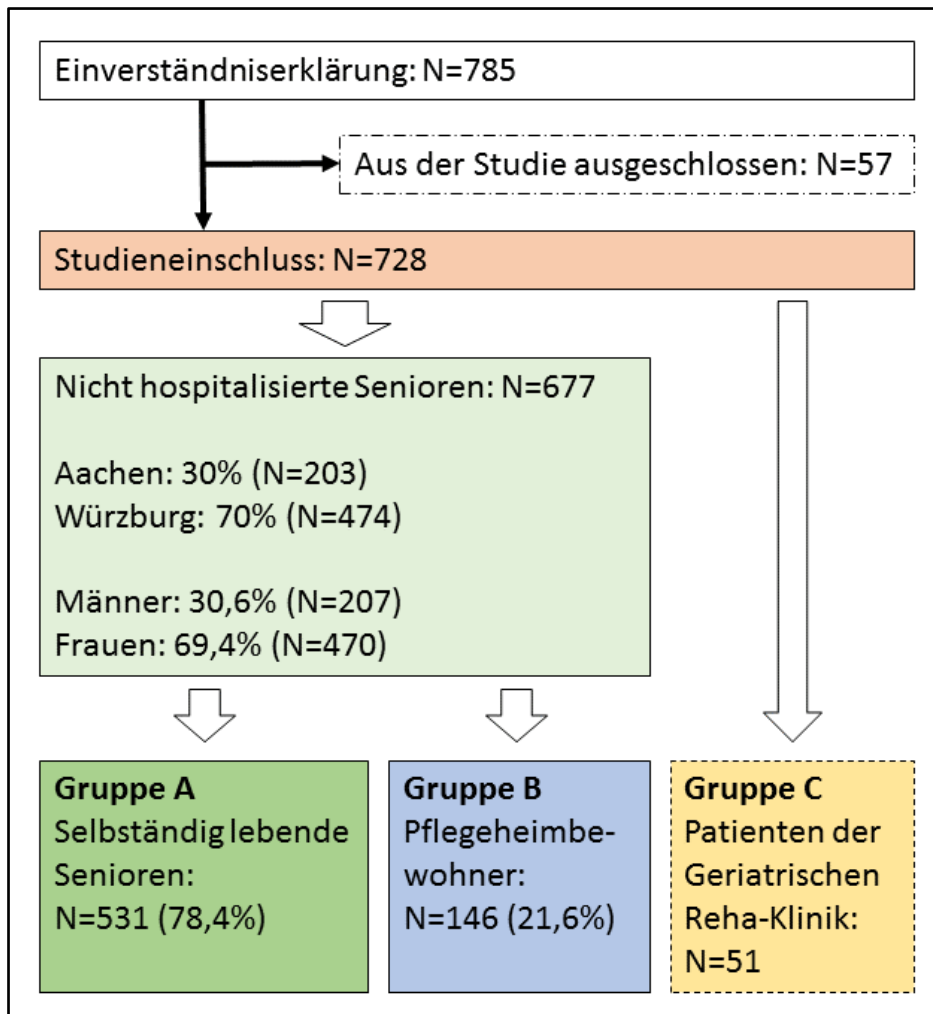 Einverständniserklärung: N=785
Aus der Studie ausgeschlossen: N=57
Studieneinschluss: N=728
Nicht hospitalisierte Senioren: N=677
Aachen: 30% (N=203)
Würzburg: 70% (N=474)
Männer: 30,6% (N=207)
Frauen: 69,4% (N=470)
Gruppe A
Selbständig lebende
Senioren:
N=531 (78,4%)
Gruppe B
Pflegeheimbe-
wohner:
N=146 (21,6%)
Gruppe C
Patienten der
Geriatrischen
Reha-Klinik:
N=51